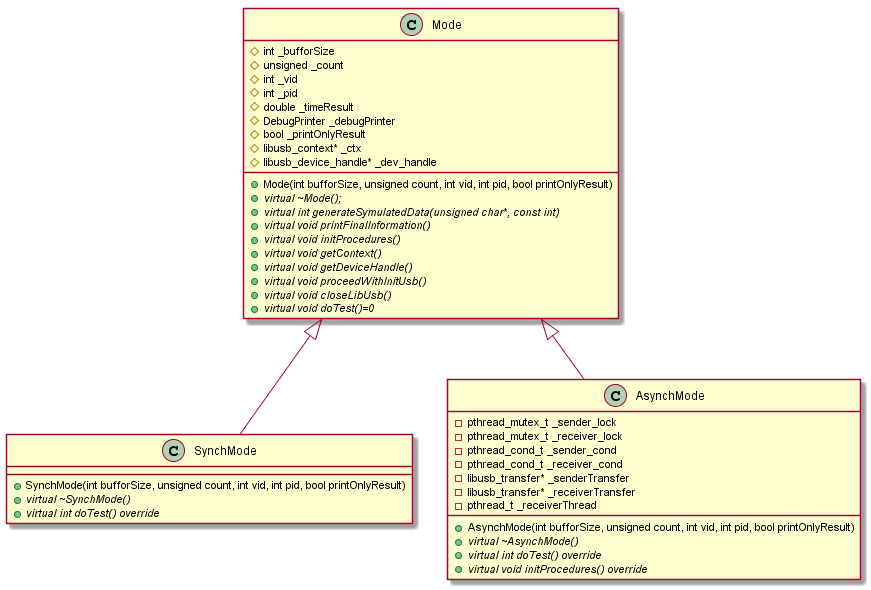 C Mode
int _bufforSize
unsigned _count
int _vid
int _pid
double _timeResult
DebugPrinter _debugPrinter
bool _printOnlyResult
libusb_context* _ctx
libusb_device_handle* _dev_handle
Mode(int bufforSize, unsigned count, int vid, int pid, bool printOnlyResult)
virtual ~Mode();
virtual int generateSymulatedData(unsigned char*, const int)
virtual void printFinalInformation()
virtual void initProcedures()
virtual void getContext()
virtual void getDeviceHandle()
virtual void proceedWithInitUsb()
virtual void closeLibUsb()
virtual void doTest()=0
C SynchMode
SynchMode(int bufforSize, unsigned count, int vid, int pid, bool printOnlyResult)
virtual ~SynchMode()
virtual int doTest() override
C AsynchMode
pthread_mutex_t _sender_lock
pthread_mutex_t _receiver_lock
pthread_cond_t _sender_cond
pthread_cond_t _receiver_cond
libusb_transfer* _senderTransfer
libusb_transfer* _receiverTransfer
pthread_t _receiverThread
AsynchMode(int bufforSize, unsigned count, int vid, int pid, bool printOnlyResult)
virtual ~AsynchMode()
virtual int doTest() override
virtual void initProcedures() override